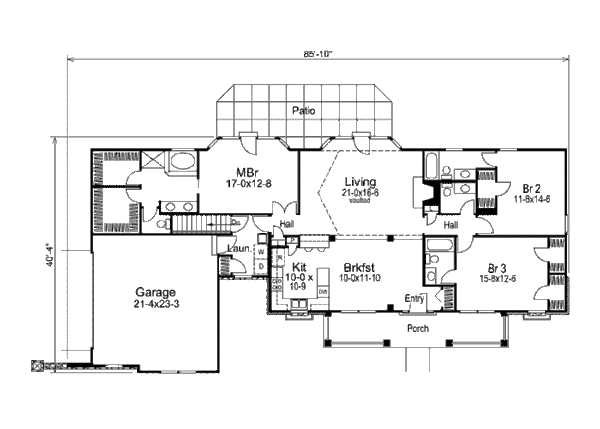 85'-10"
Patio
MBr
17-0x12-8
Living
21-0x16-6
vaulted
Br 2
11-8x14-6
Hall
Hall
40'-4"
Laun.
W
D
P
R
Kit
10-0 x
10-9
DW
Brkfst
10-0x11-10
Br 3
15-8x12-6
Garage
21-4x23-3
Entry
Porch